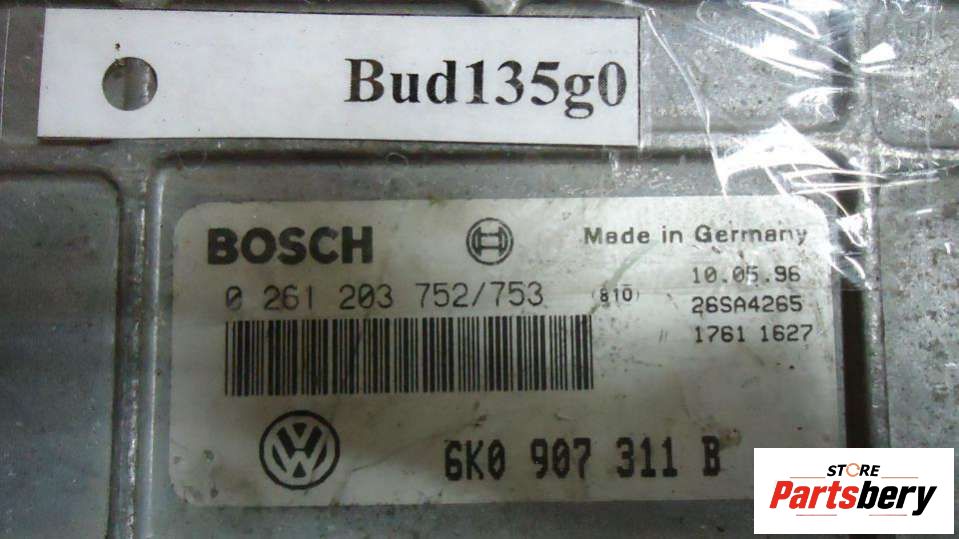 Bud135g0
BOSCH
Made in Germany
0 261 203 752/753
(810)
10.05.96
26SA4265
1761 1627
6K0 907 311 B
STORE
Partsbery